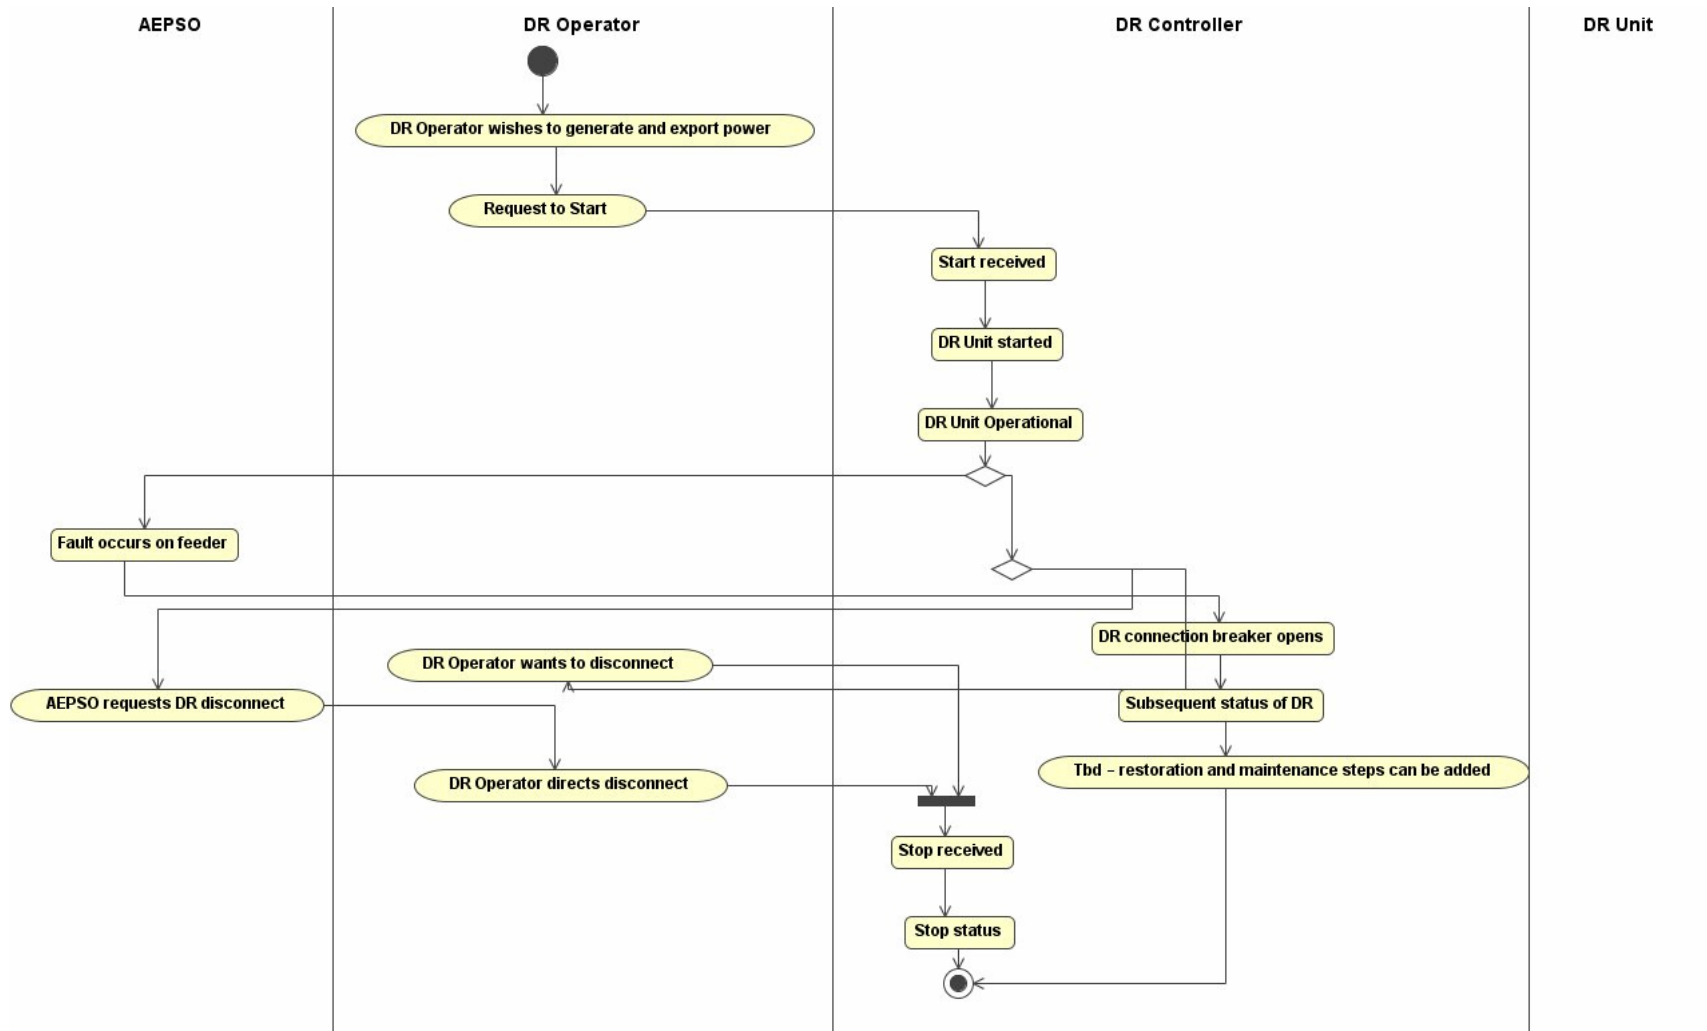 AEPSO
DR Operator
DR Controller
DR Unit
DR Operator wishes to generate and export power
Request to Start
Start received
DR Unit started
DR Unit Operational
Fault occurs on feeder
DR connection breaker opens
DR Operator wants to disconnect
AEPSO requests DR disconnect
Subsequent status of DR
Tbd – restoration and maintenance steps can be added
DR Operator directs disconnect
Stop received
Stop status